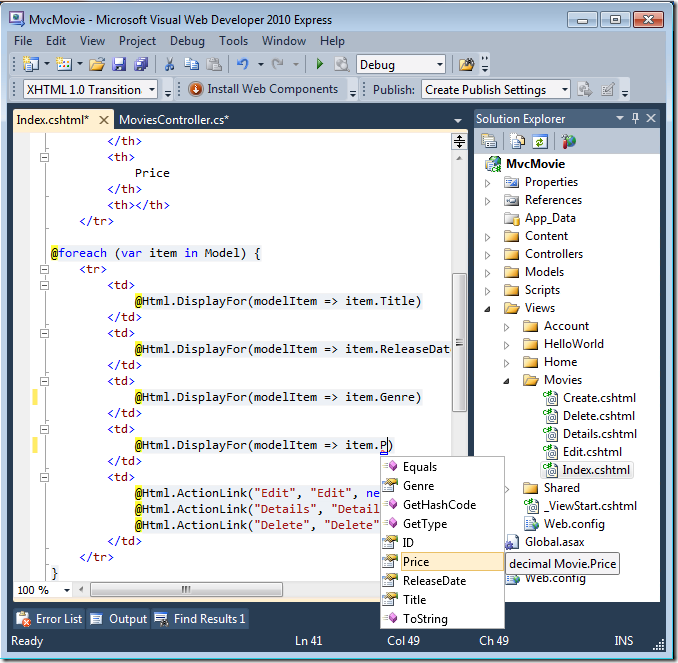 MvcMovie - Microsoft Visual Web Developer 2010 Express
File Edit View Project Debug Tools Window Help
Debug
XHTML 1.0 Transition Install Web Components Publish: Create Publish Settings
Index.cshtml* MoviesController.cs*
</th>
<th>
Price
</th>
<th></th>
</tr>
@foreach (var item in Model) {
<tr>
<td>
@Html.DisplayFor(modelItem => item.Title)
</td>
<td>
@Html.DisplayFor(modelItem => item.ReleaseDat
</td>
<td>
@Html.DisplayFor(modelItem => item.Genre)
</td>
<td>
@Html.DisplayFor(modelItem => item.P)
</td>
<td>
@Html.ActionLink("Edit", "Edit", ne
@Html.ActionLink("Details", "Detail
@Html.ActionLink("Delete", "Delete"
</td>
</tr>
}
Equals
Genre
GetHashCode
GetType
ID
Price
ReleaseDate
Title
ToString
decimal Movie.Price
100 %
Solution Explorer
MvcMovie
Properties
References
App_Data
Content
Controllers
Models
Scripts
Views
Account
HelloWorld
Home
Movies
Create.cshtml
Delete.cshtml
Details.cshtml
Edit.cshtml
Index.cshtml
Shared
_ViewStart.cshtml
Web.config
Global.asax
Web.config
Error List Output Find Results 1
Ready Ln 41 Col 49 Ch 49 INS